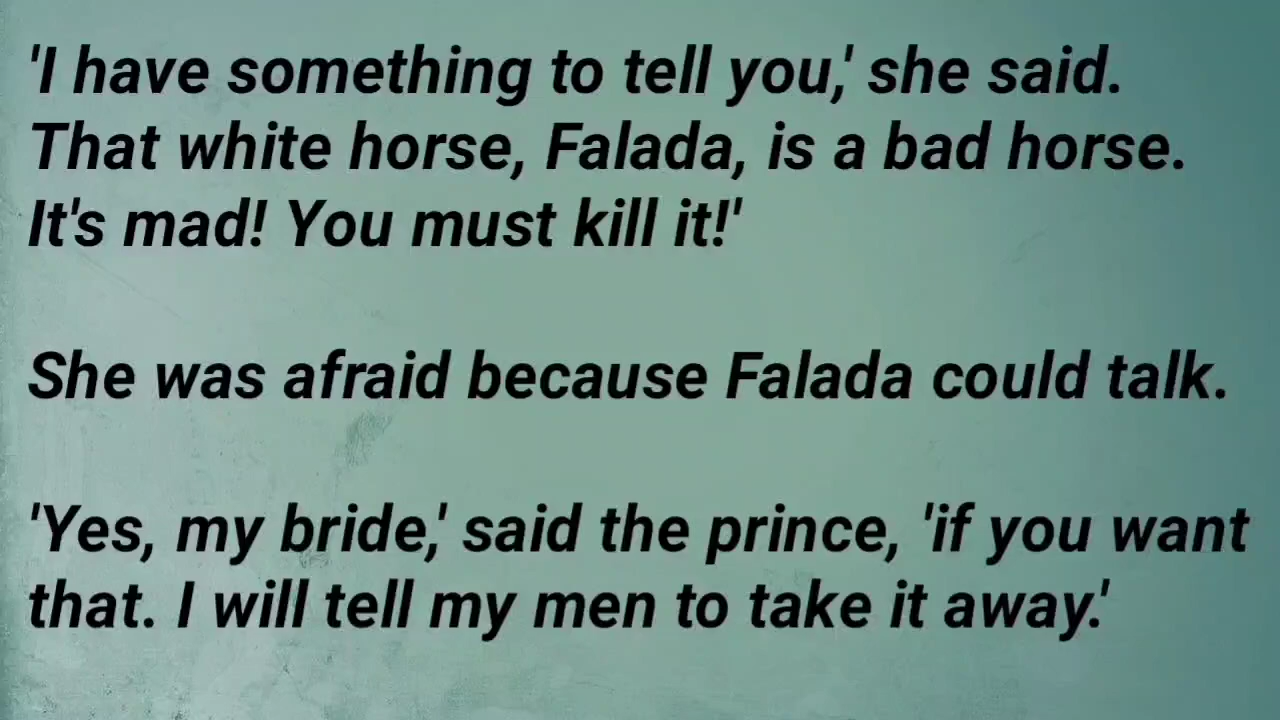 'I have something to tell you,' she said.
That white horse, Falada, is a bad horse.
It's mad! You must kill it!'
She was afraid because Falada could talk.
'Yes, my bride,' said the prince, 'if you want
that. I will tell my men to take it away.'